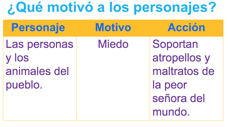 ¿Qué motivó a los personajes?
Personaje Motivo Acción
Las personas
y los
animales del
pueblo.
Miedo
Soportan
atropellos y
maltratos de
la peor
señora del
mundo.